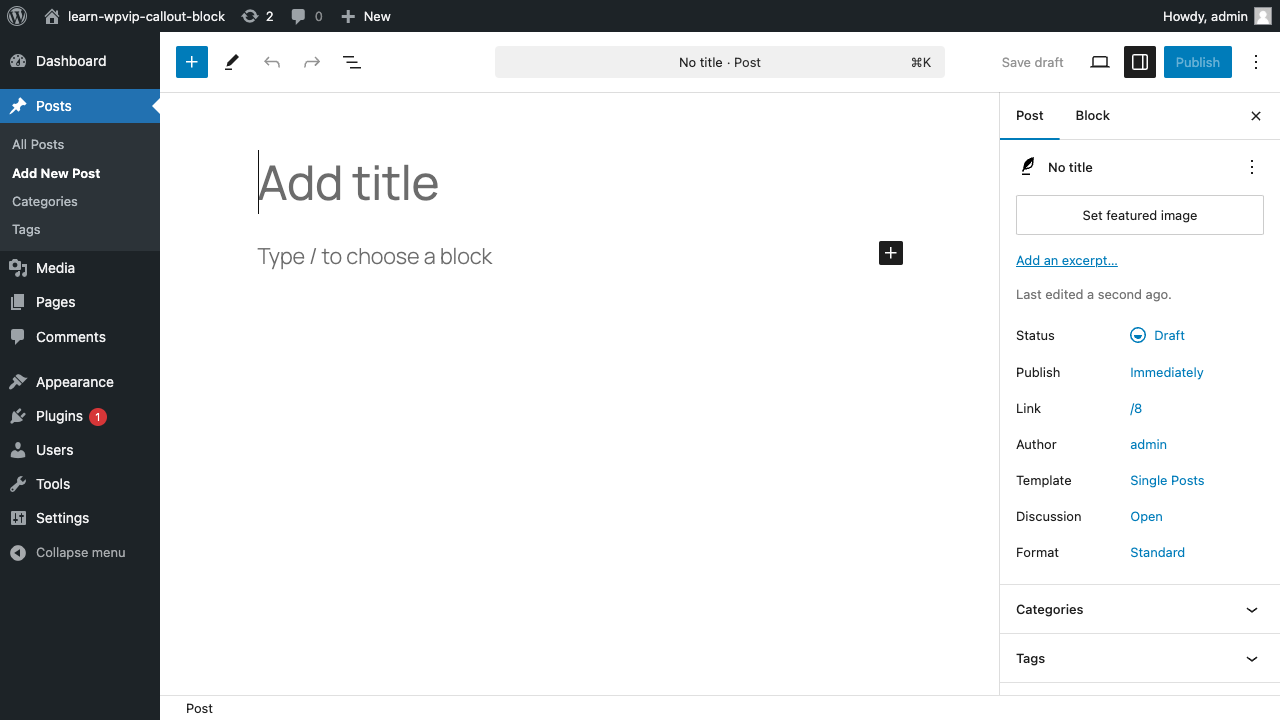 learn-wpvip-callout-block 2 0 New Howdy, admin
Dashboard
Posts
All Posts
Add New Post
Categories
Tags
Media
Pages
Comments
Appearance
Plugins 1
Users
Tools
Settings
Collapse menu
No title · Post ⌘K
Save draft
Publish
Add title
Type / to choose a block
Post Block
No title
Set featured image
Add an excerpt…
Last edited a second ago.
Status Draft
Publish Immediately
Link /8
Author admin
Template Single Posts
Discussion Open
Format Standard
Categories
Tags
Post